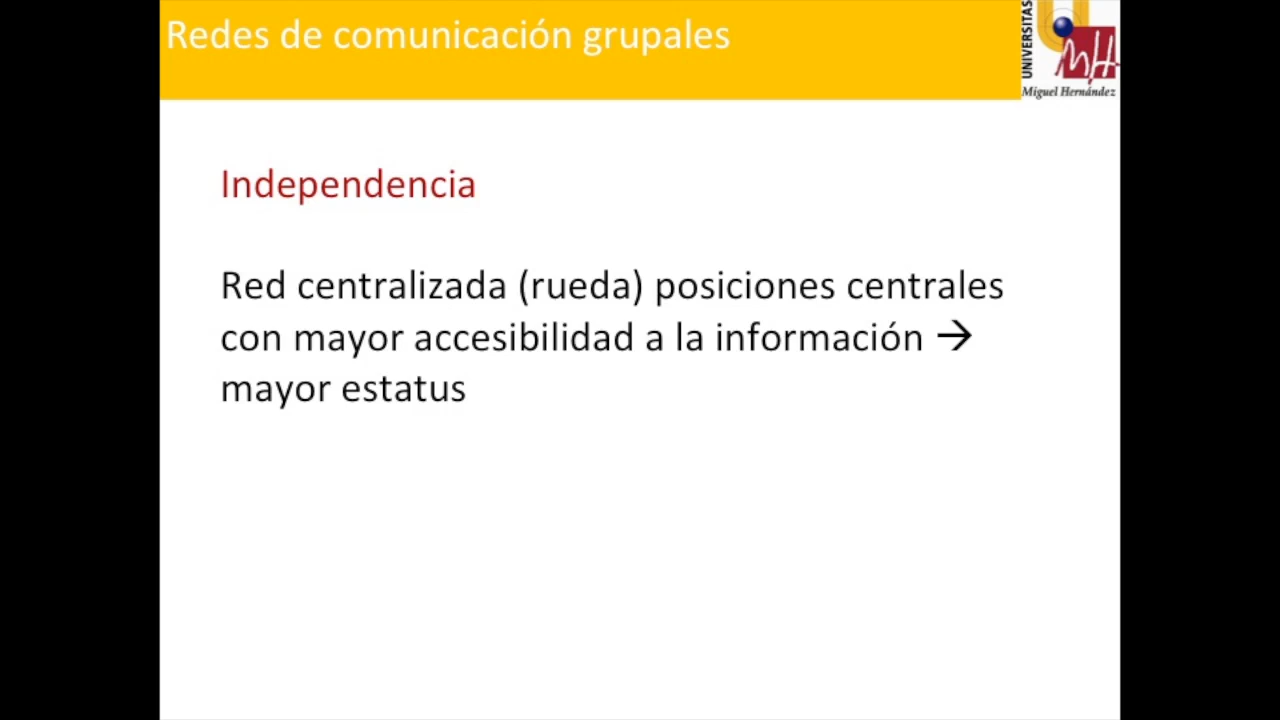 Redes de comunicación grupales
UNIVERSITAS
MH
Miguel Hernández
Independencia
Red centralizada (rueda) posiciones centrales
con mayor accesibilidad a la información →
mayor estatus